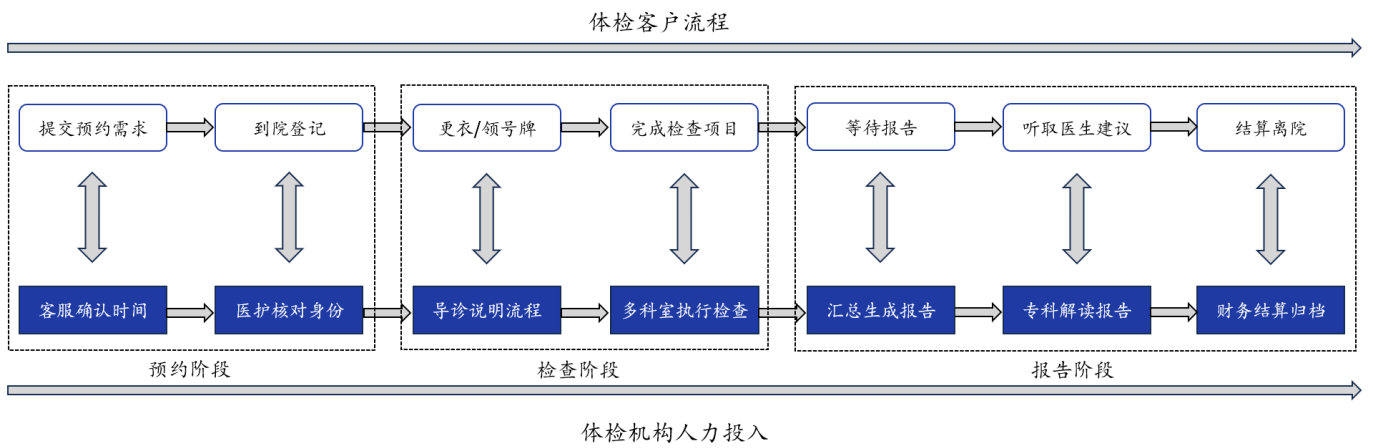 体检客户流程
提交预约需求
到院登记
更衣/领号牌
完成检查项目
等待报告
听取医生建议
结算离院
客服确认时间
医护核对身份
导诊说明流程
多科室执行检查
汇总生成报告
专科解读报告
财务结算归档
预约阶段
检查阶段
报告阶段
体检机构人力投入